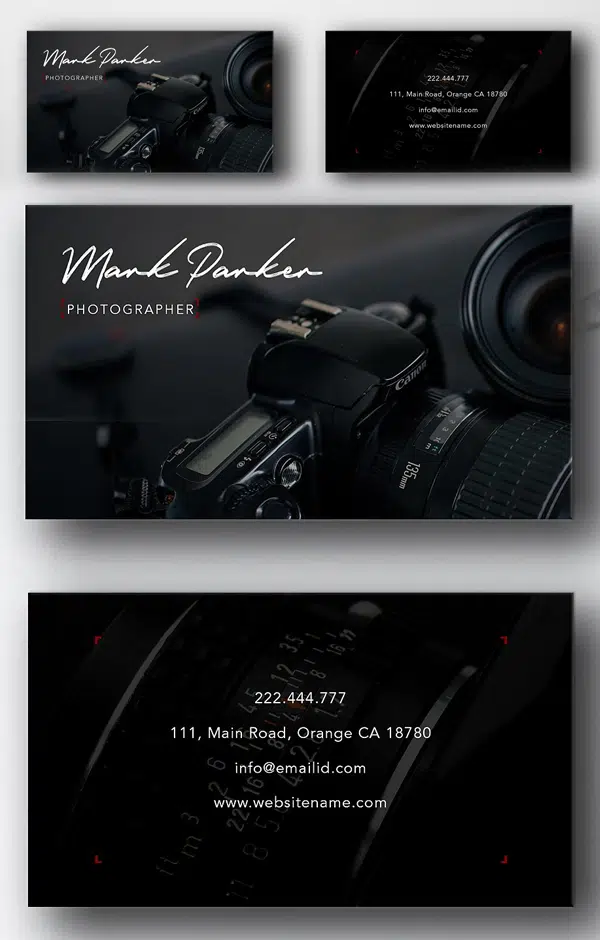 Mark Parker
PHOTOGRAPHER
222.444.777
111, Main Road, Orange CA 18780
info@emailid.com
www.websitename.com
Mark Parker
PHOTOGRAPHER
Canon
135mm
222.444.777
111, Main Road, Orange CA 18780
info@emailid.com
www.websitename.com